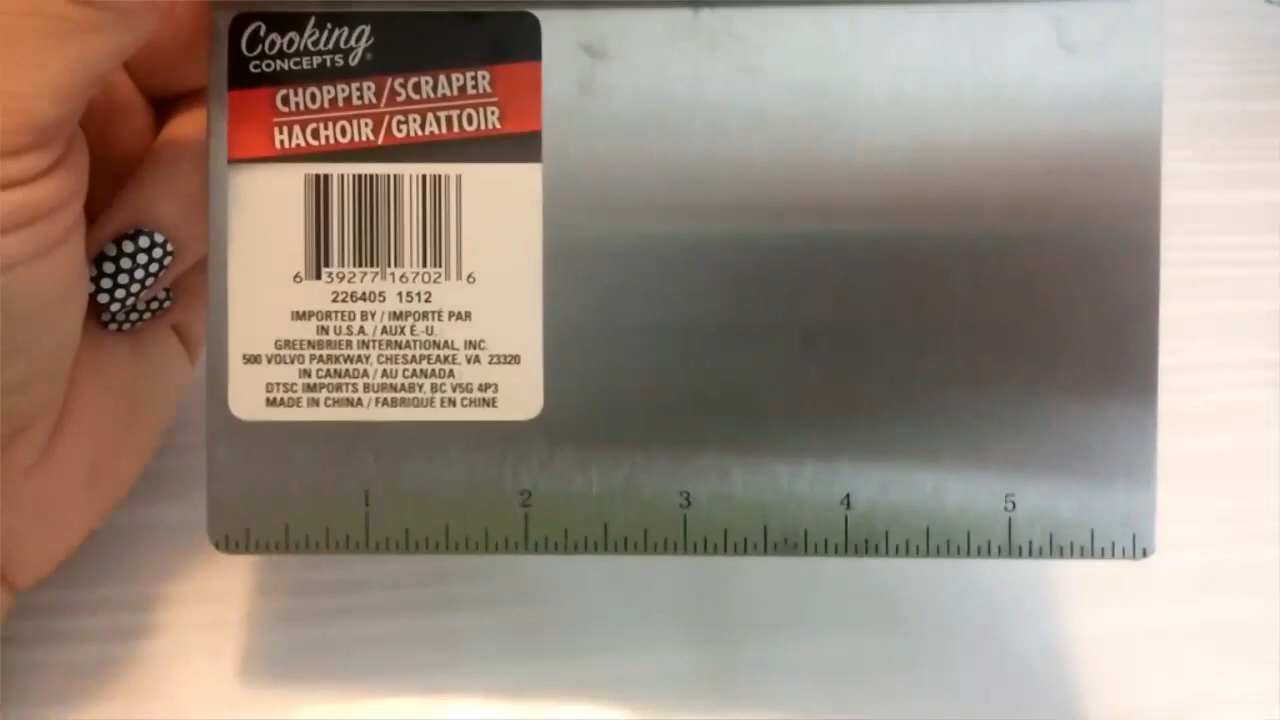 Cooking
CONCEPTS®
CHOPPER/SCRAPER
HACHOIR/GRATTOIR
6 39277 16702 6
226405 1512
IMPORTED BY / IMPORTÉ PAR
IN U.S.A. / AUX É.-U.
GREENBRIER INTERNATIONAL, INC.
500 VOLVO PARKWAY, CHESAPEAKE, VA 23320
IN CANADA / AU CANADA
DTSC IMPORTS BURNABY, BC V5G 4P3
MADE IN CHINA / FABRIQUÉ EN CHINE
1 2 3 4 5